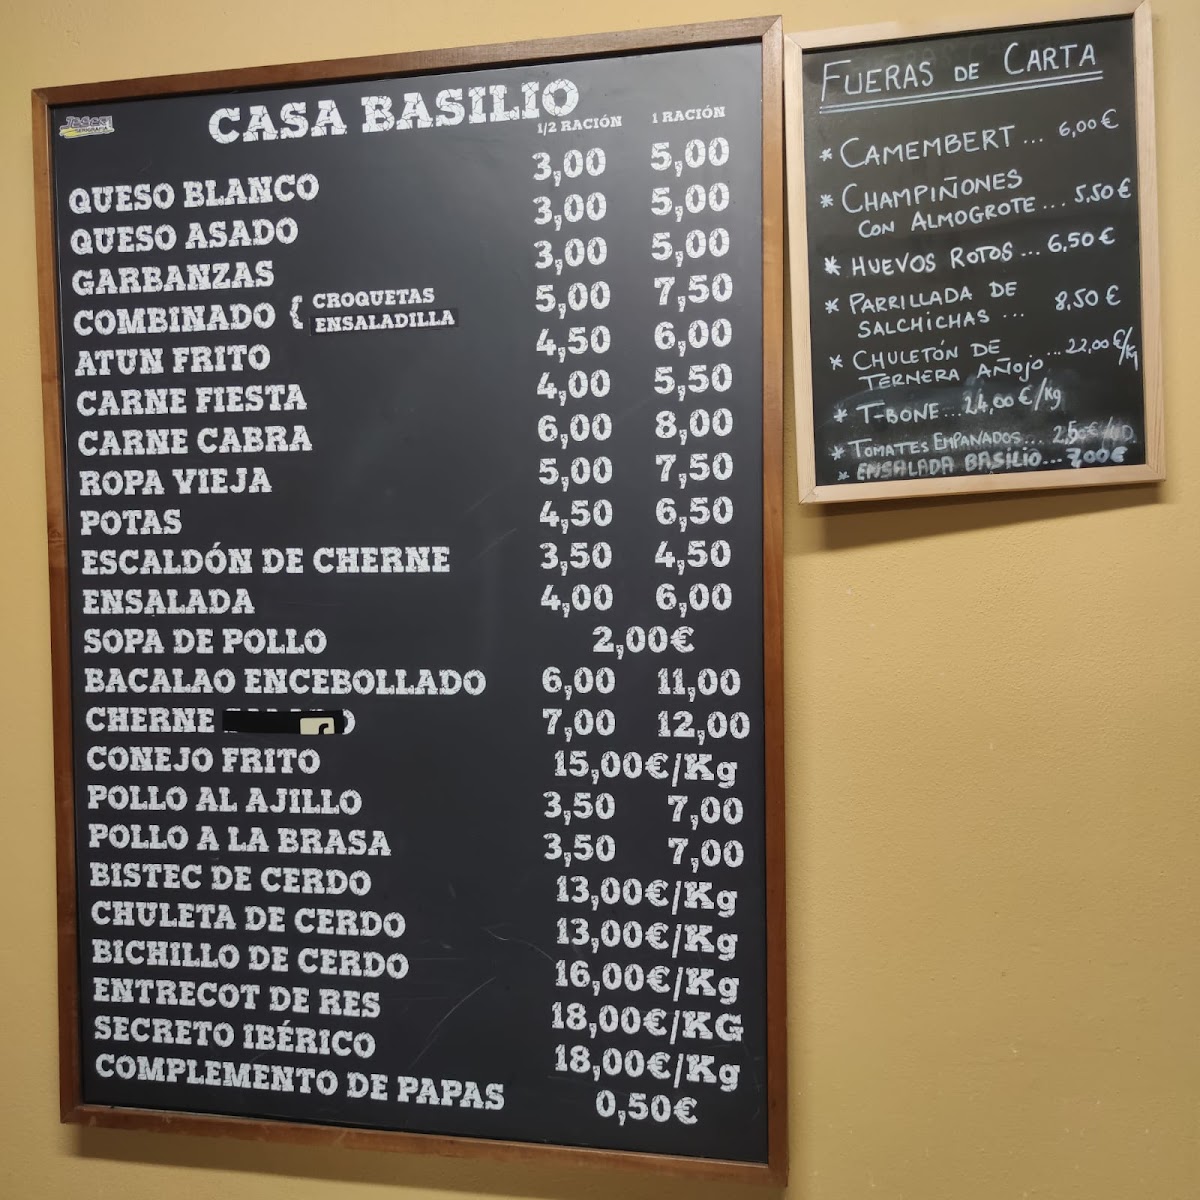 CASA BASILIO
1/2 RACIÓN 1 RACIÓN
QUESO BLANCO 3,00 5,00
QUESO ASADO 3,00 5,00
GARBANZAS 3,00 5,00
COMBINADO { CROQUETAS ENSALADILLA 5,00 7,50
ATUN FRITO 4,50 6,00
CARNE FIESTA 4,00 5,50
CARNE CABRA 6,00 8,00
ROPA VIEJA 5,00 7,50
POTAS 4,50 6,50
ESCALDÓN DE CHERNE 3,50 4,50
ENSALADA 4,00 6,00
SOPA DE POLLO 2,00€
BACALAO ENCEBOLLADO 6,00 11,00
CHERNE 7,00 12,00
CONEJO FRITO 15,00€/Kg
POLLO AL AJILLO 3,50 7,00
POLLO A LA BRASA 3,50 7,00
BISTEC DE CERDO 13,00€/Kg
CHULETA DE CERDO 13,00€/Kg
BICHILLO DE CERDO 16,00€/Kg
ENTRECOT DE RES 18,00€/KG
SECRETO IBÉRICO 18,00€/Kg
COMPLEMENTO DE PAPAS 0,50€
FUERAS DE CARTA
* CAMEMBERT... 6,00€
* CHAMPIÑONES
CON ALMOGROTE... 5,50€
* HUEVOS ROTOS... 6,50€
* PARRILLADA DE
SALCHICHAS... 8,50€
* CHULETÓN DE
TERNERA AÑOJO... 22,00€/Kg
* T-BONE...24,00€/Kg
* TOMATES EMPANADOS... 2,50€/UD.
* ENSALADA BASILIO...7,00€